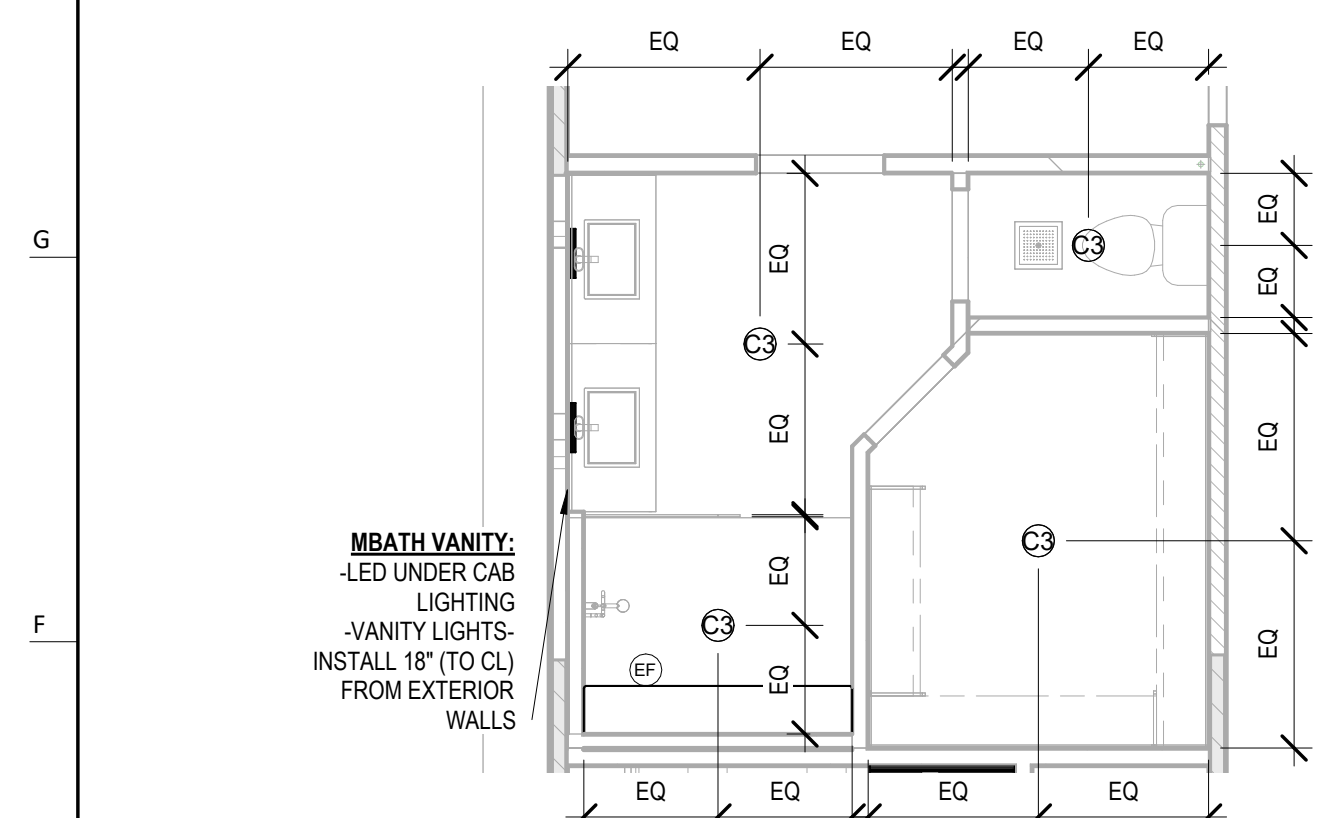 EQ EQ EQ EQ
G
EQ
C3
EQ
EQ
EQ
C3
EQ
EQ
C3
MBATH VANITY:
-LED UNDER CAB
LIGHTING
-VANITY LIGHTS-
INSTALL 18" (TO CL)
FROM EXTERIOR
WALLS
F
EQ
C3
EF
EQ
EQ
EQ EQ EQ EQ